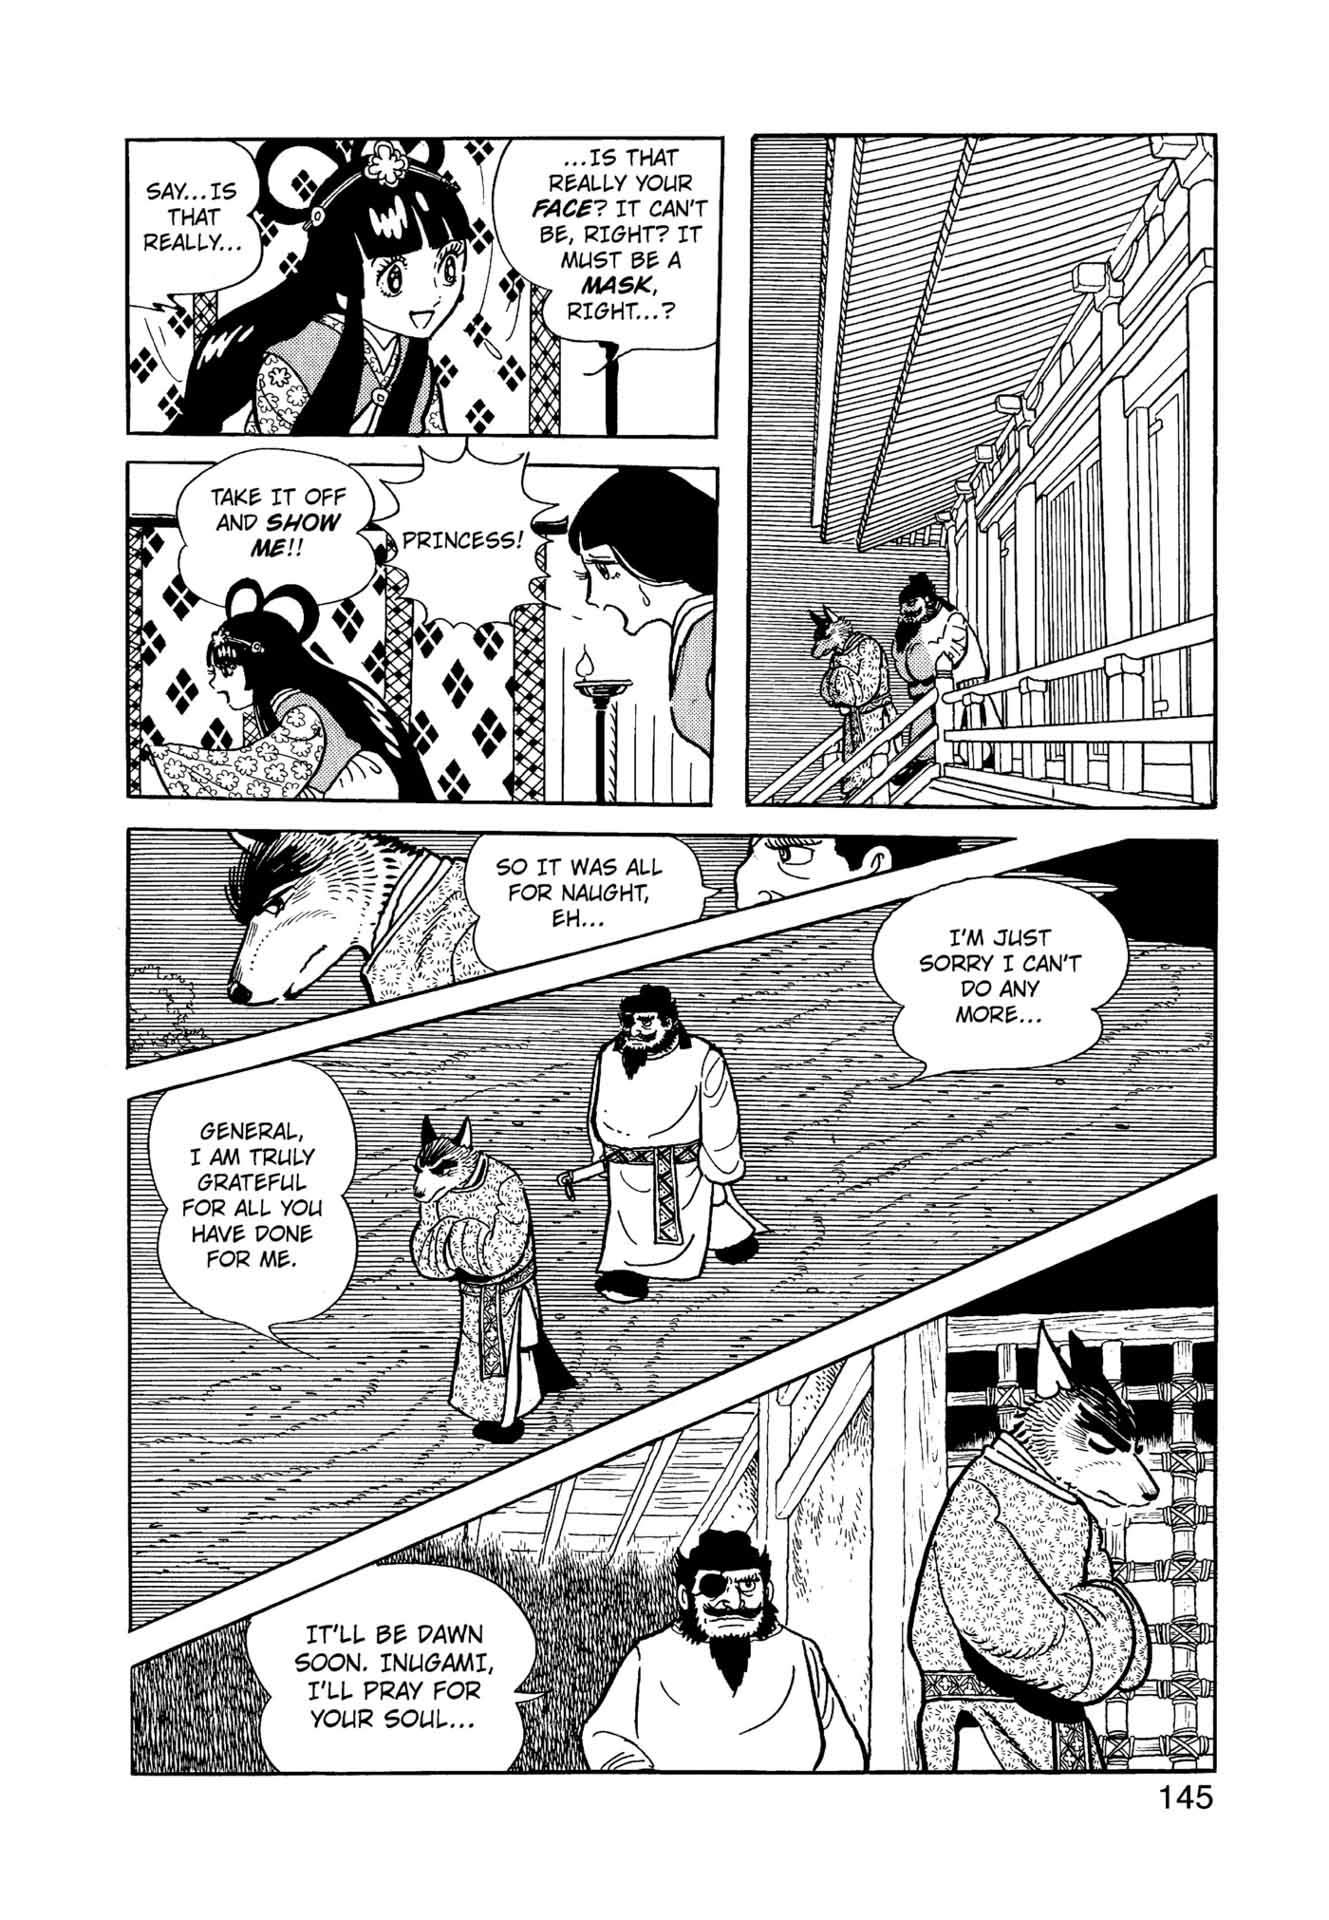 SAY...IS
THAT
REALLY...
...IS THAT
REALLY YOUR
FACE? IT CAN'T
BE, RIGHT? IT
MUST BE A
MASK,
RIGHT...?
TAKE IT OFF
AND SHOW
ME!!
PRINCESS!
SO IT WAS ALL
FOR NAUGHT,
EH...
I'M JUST
SORRY I CAN'T
DO ANY
MORE...
GENERAL,
I AM TRULY
GRATEFUL
FOR ALL YOU
HAVE DONE
FOR ME.
IT'LL BE DAWN
SOON. INUGAMI,
I'LL PRAY FOR
YOUR SOUL...
145